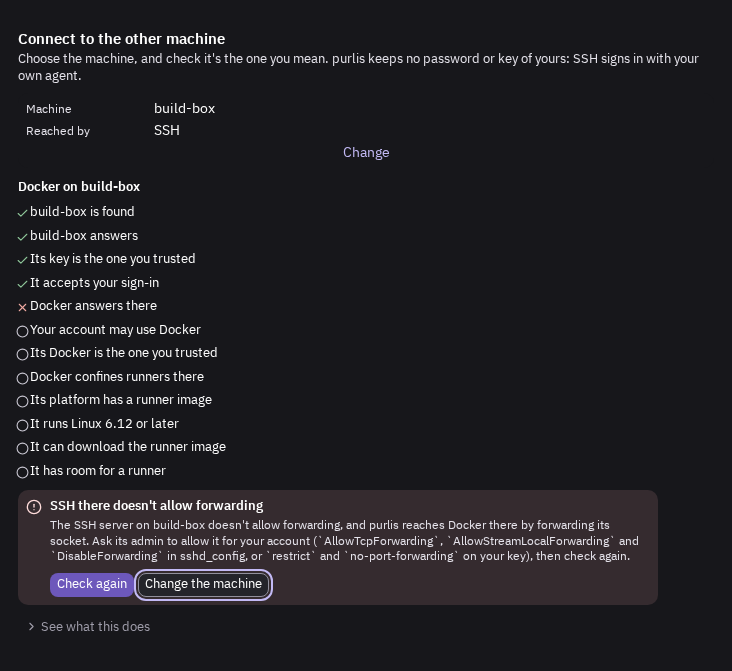 Connect to the other machine
Choose the machine, and check it's the one you mean. purlis keeps no password or key of yours: SSH signs in with your
own agent.
Machine build-box
Reached by SSH
Change
Docker on build-box
build-box is found
build-box answers
Its key is the one you trusted
It accepts your sign-in
Docker answers there
Your account may use Docker
Its Docker is the one you trusted
Docker confines runners there
Its platform has a runner image
It runs Linux 6.12 or later
It can download the runner image
It has room for a runner
SSH there doesn't allow forwarding
The SSH server on build-box doesn't allow forwarding, and purlis reaches Docker there by forwarding its
socket. Ask its admin to allow it for your account (`AllowTcpForwarding`, `AllowStreamLocalForwarding` and
`DisableForwarding` in sshd_config, or `restrict` and `no-port-forwarding` on your key), then check again.
Check again Change the machine
See what this does